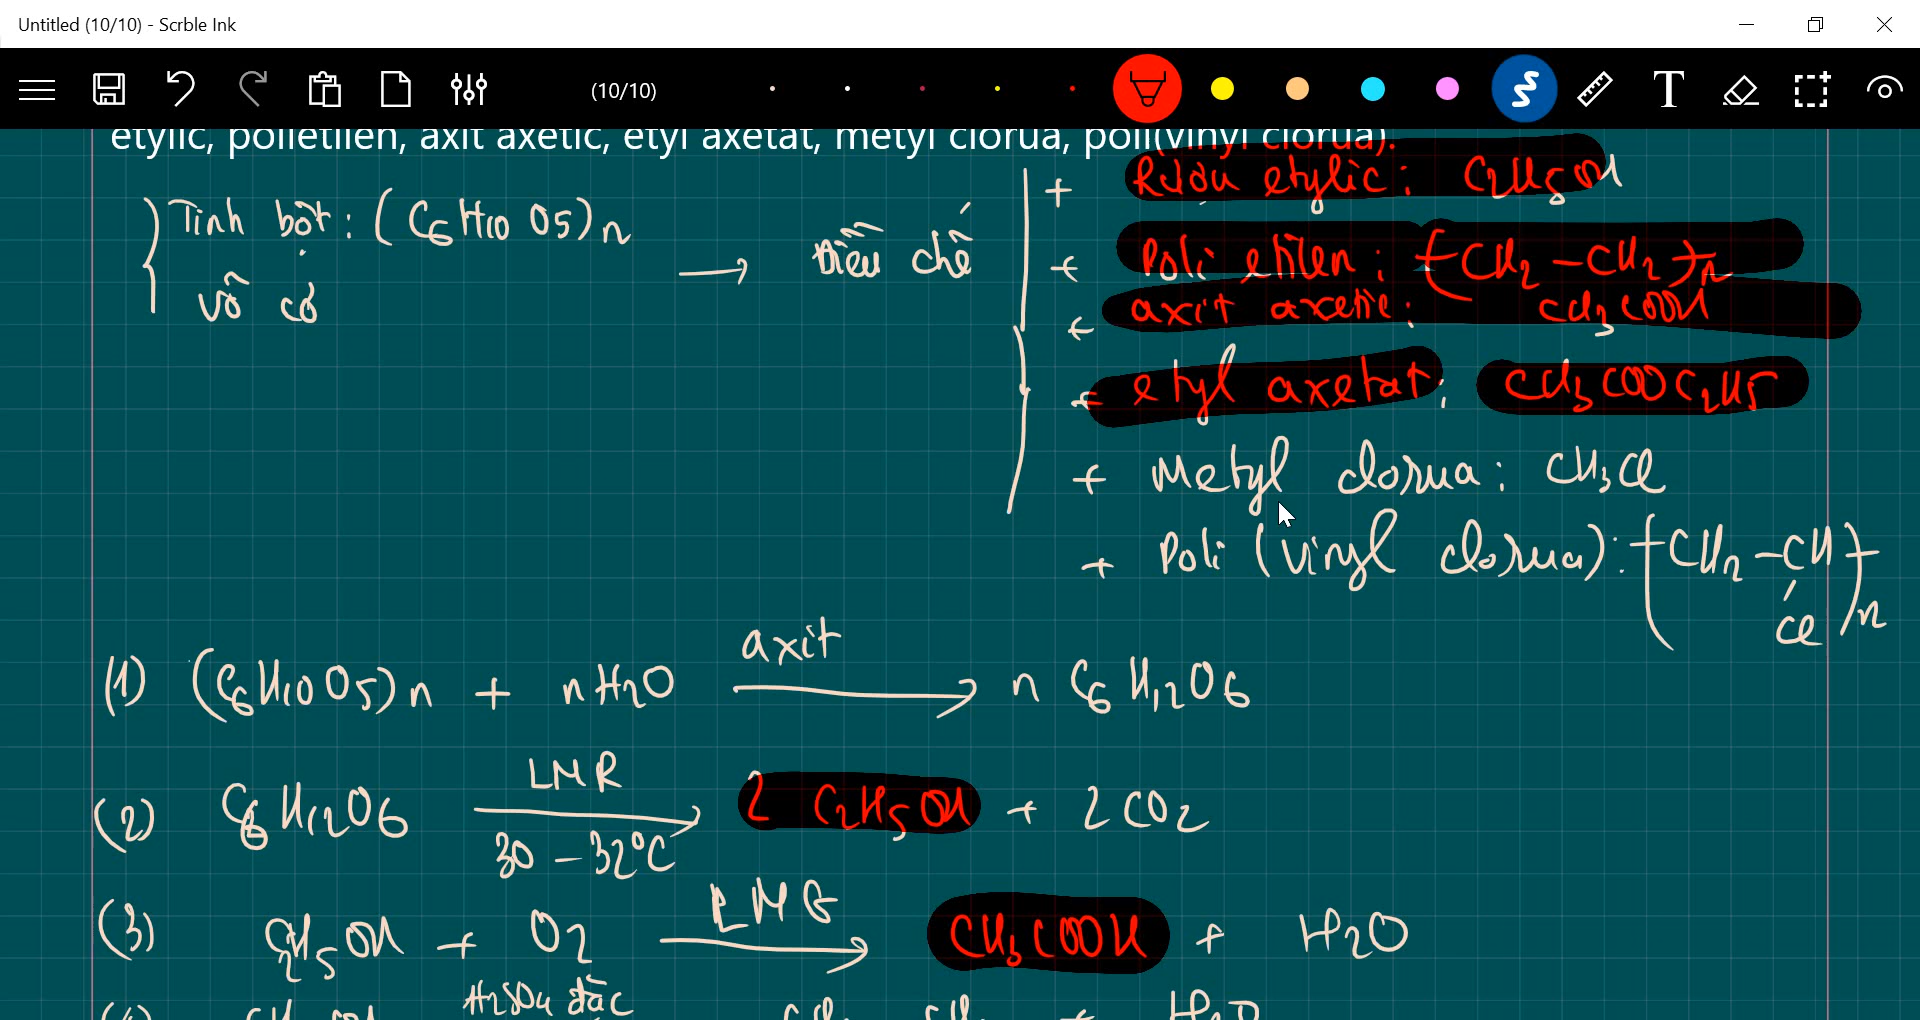 Untitled (10/10) - Scrble Ink
(10/10)
T
etylic, polietilen, axit axetic, etyl axetat, metyl clorua, poli(vinyl clorua).
Tinh bột: (C6H10O5)n
vô cơ
→ Điều chế
+ Rượu etylic: C2H5OH
+ Poli etilen: (CH2-CH2)n
+ axit axetic: CH3COOH
+ etyl axetat: CH3COOC2H5
+ Metyl clorua: CH3Cl
+ Poli (vinyl clorua): (CH2-CH)n
Cl
axit
(1) (C6H10O5)n + nH2O → n C6H12O6
LMR
(2) C6H12O6 → 2 C2H5OH + 2CO2
30-32°C
LMG
(3) C2H5OH + O2 → CH3COOH + H2O
H2SO4 đặc
H2O